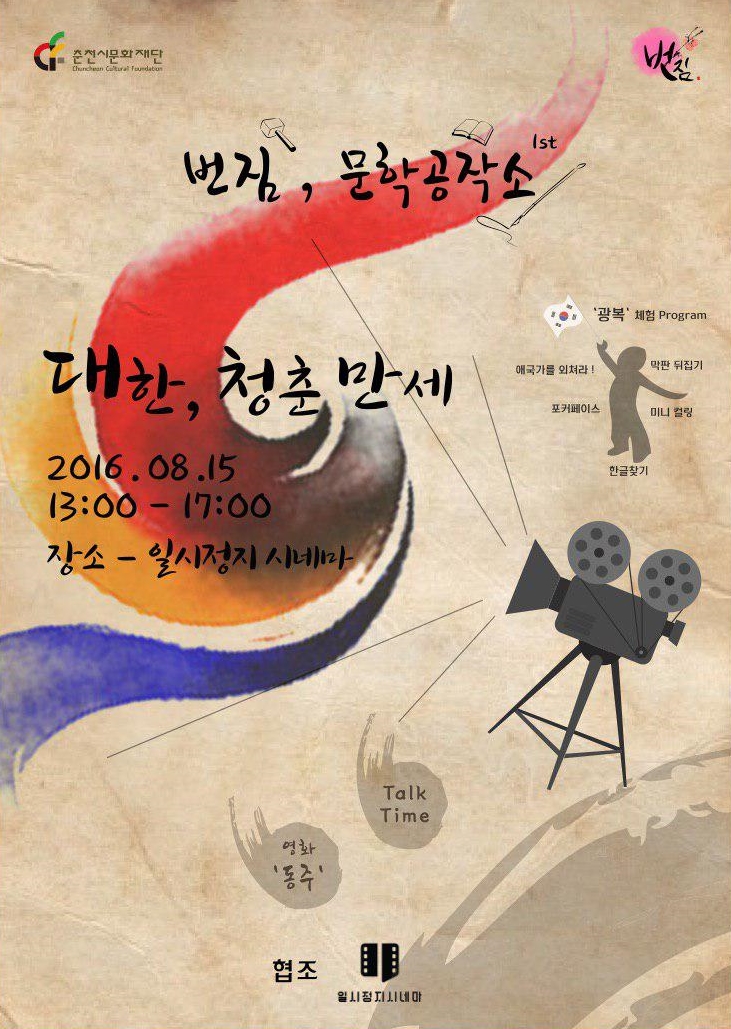 춘천시문화재단
Chuncheon Cultural Foundation
번짐.
번짐, 문학공작소 1st
'광복' 체험 Program
애국가를 외쳐라 !
막판 뒤집기
포커페이스
미니 컬링
한글찾기
대한, 청춘 만세
2016.08.15
13:00 - 17:00
장소 - 일시정지 시네마
Talk
Time
영화
'동주'
협조
일시정지시네마